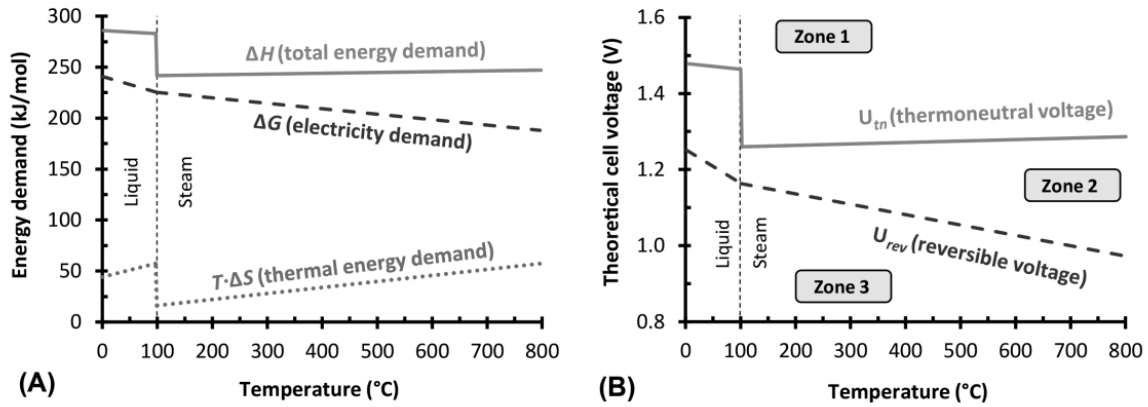 300
250
200
150
100
50
0
Energy demand (kJ/mol)
ΔH (total energy demand)
ΔG (electricity demand)
Liquid
Steam
T·ΔS (thermal energy demand)
0 100 200 300 400 500 600 700 800
Temperature (°C)
(A)
1.6
1.4
1.2
1.0
0.8
Theoretical cell voltage (V)
Zone 1
Utn (thermoneutral voltage)
Zone 2
Liquid
Steam
Urev (reversible voltage)
Zone 3
0 100 200 300 400 500 600 700 800
Temperature (°C)
(B)